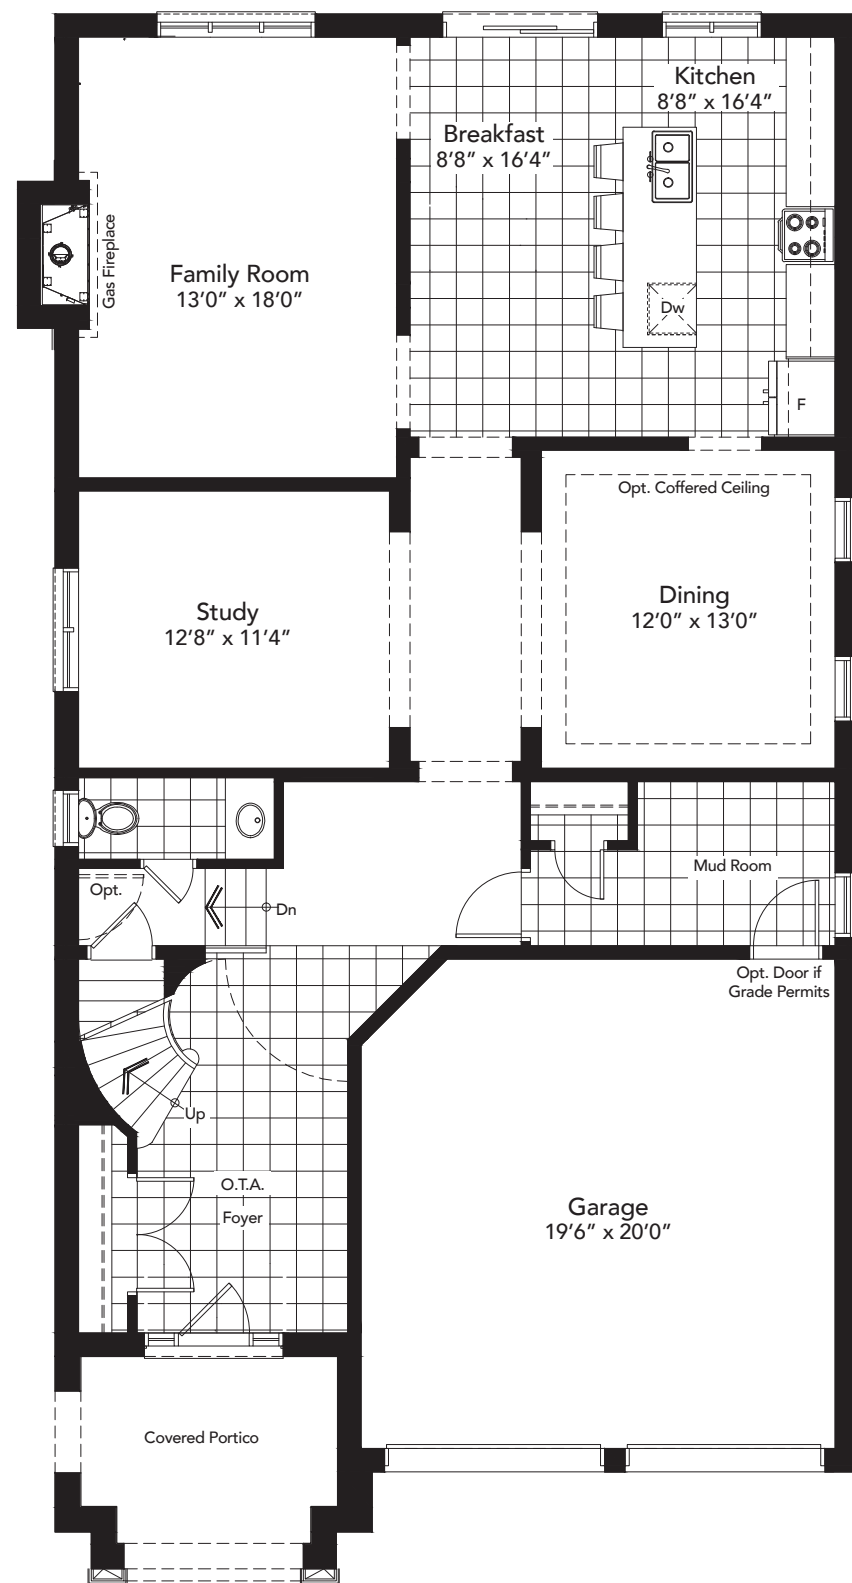 Kitchen
8'8" x 16'4"
Breakfast
8'8" x 16'4"
Gas Fireplace
Family Room
13'0" x 18'0"
Dw
F
Opt. Coffered Ceiling
Study
12'8" x 11'4"
Dining
12'0" x 13'0"
Mud Room
Opt.
Dn
Opt. Door if
Grade Permits
Up
O.T.A.
Foyer
Garage
19'6" x 20'0"
Covered Portico